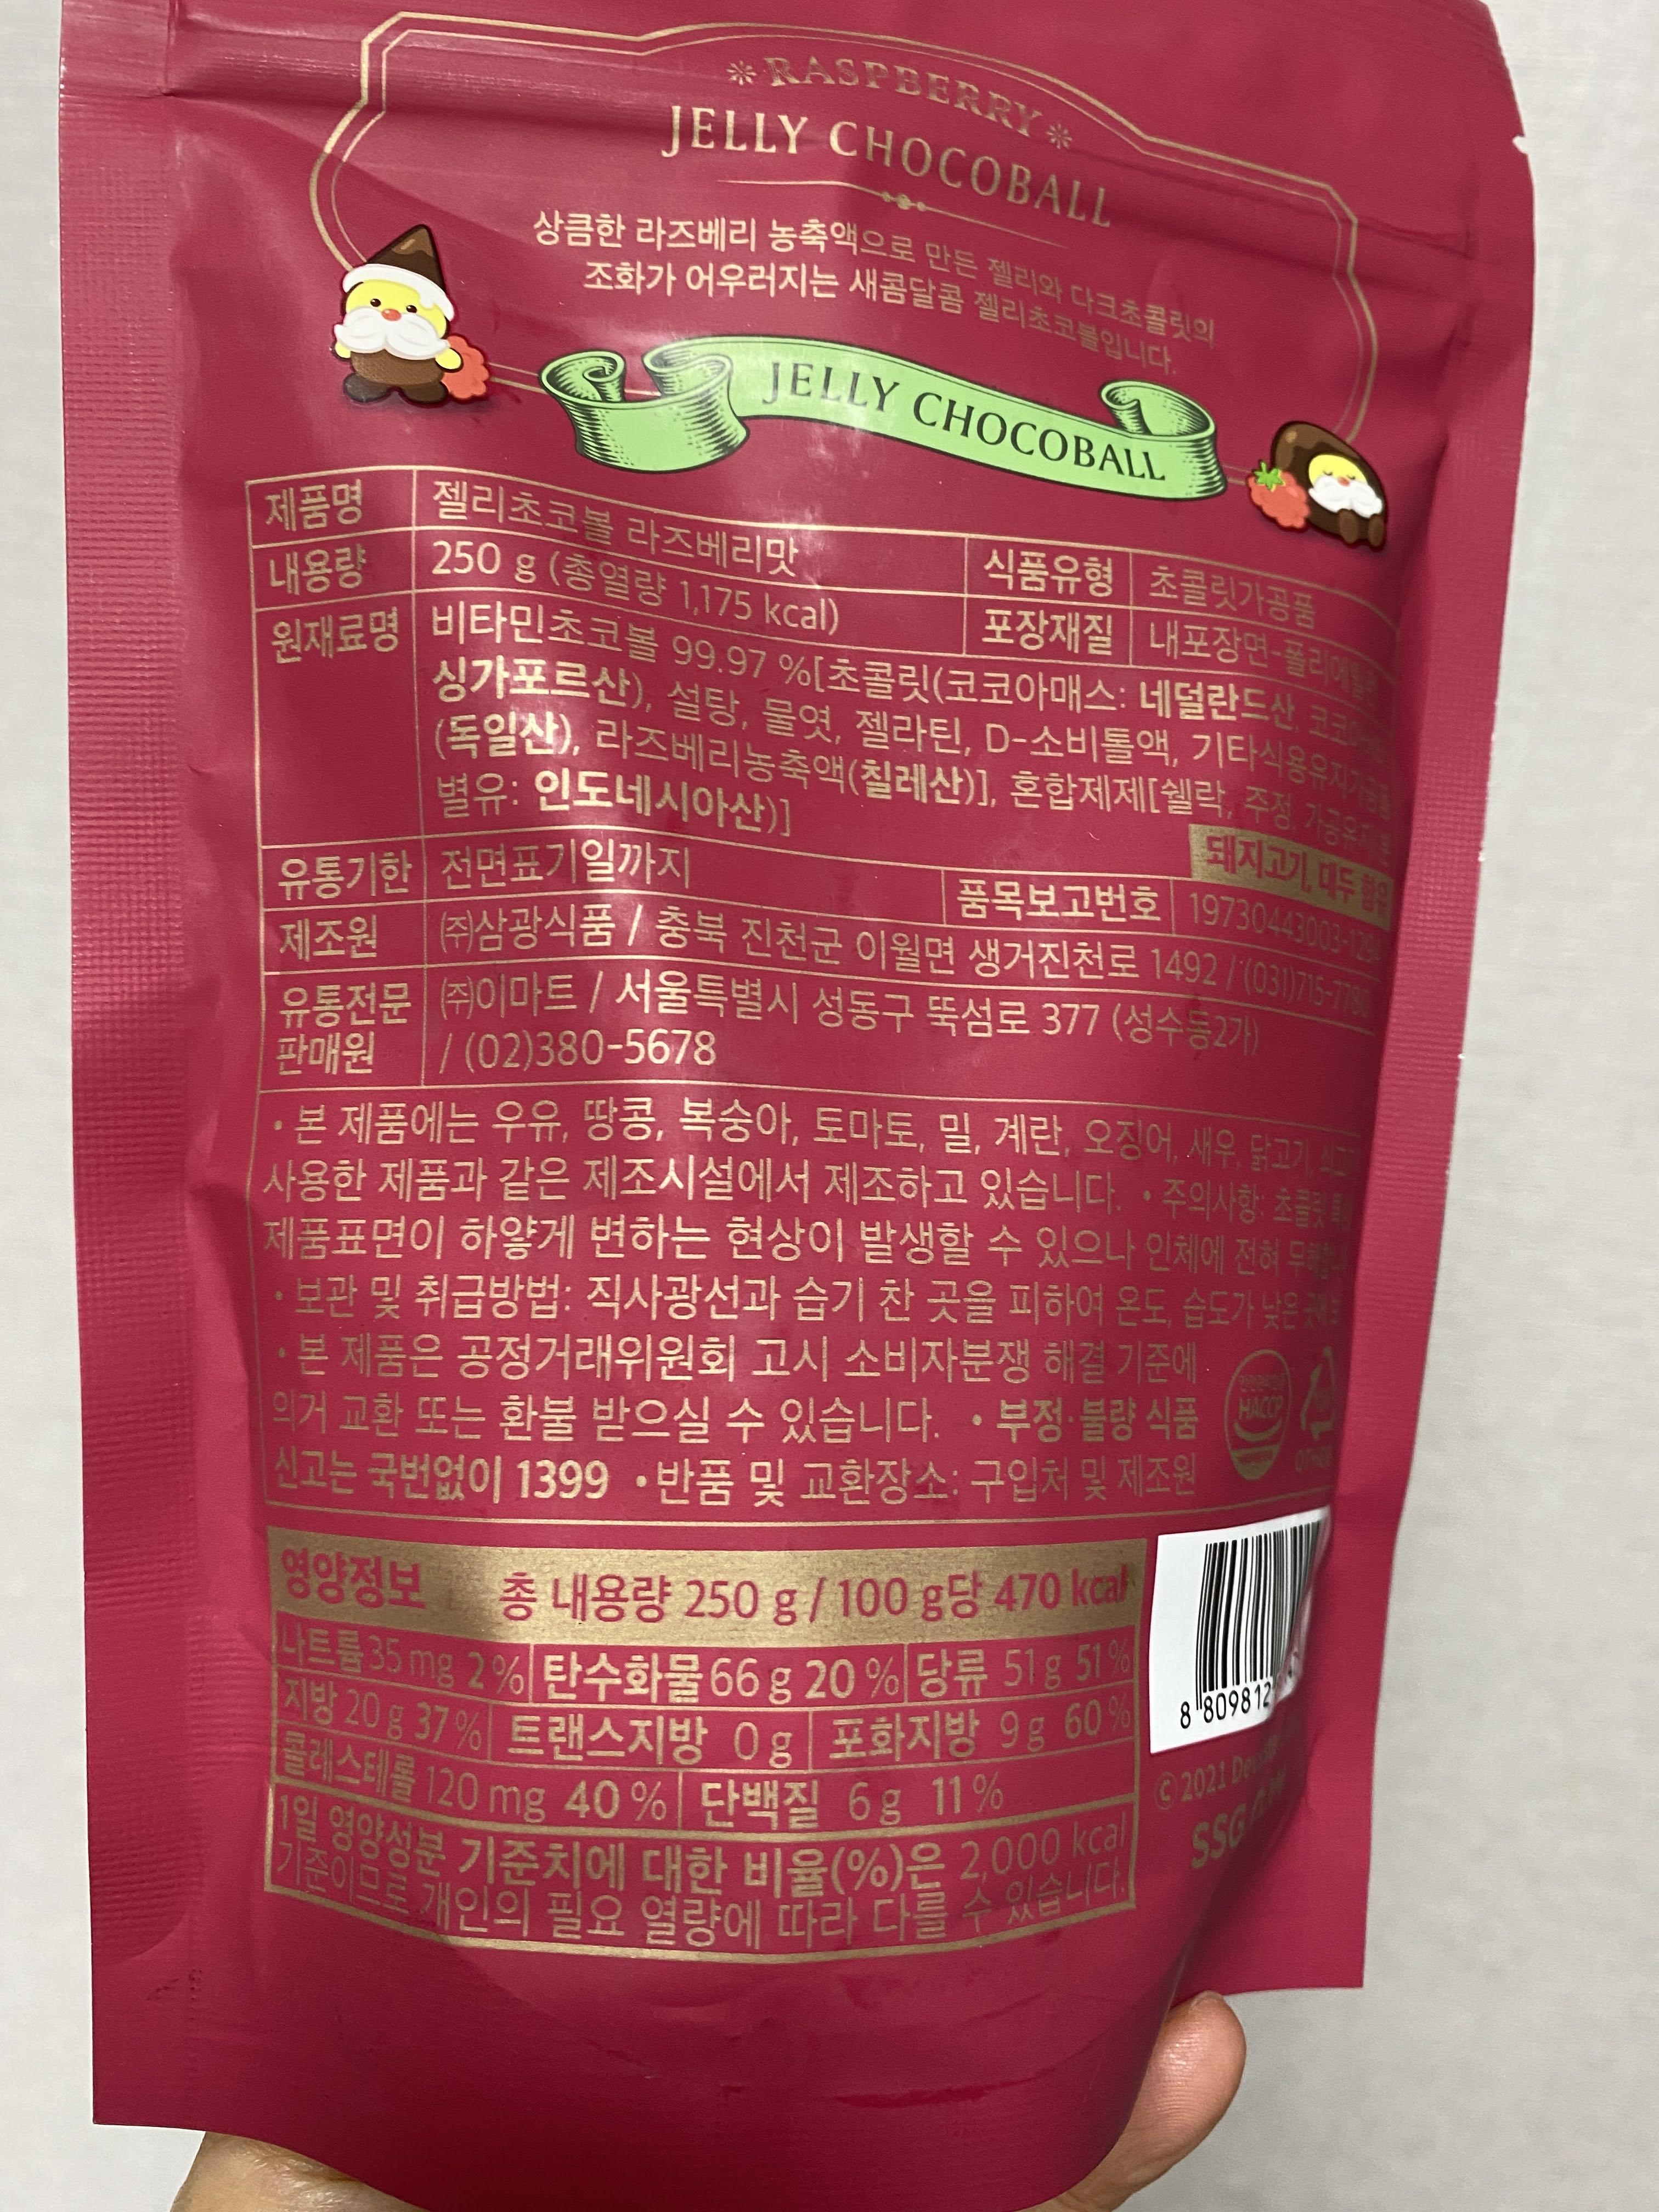 RASPBERRY
JELLY CHOCOBALL
상큼한 라즈베리 농축액으로 만든 젤리와 다크초콜릿의
조화가 어우러지는 새콤달콤 젤리초코볼입니다.
JELLY CHOCOBALL
제품명 젤리초코볼 라즈베리맛 식품유형 초콜릿가공품
내용량 250 g (총열량 1,175 kcal) 포장재질 내포장면-폴리에틸렌
원재료명 비타민초코볼 99.97 %[초콜릿(코코아매스: 네덜란드산,
싱가포르산), 설탕, 물엿, 젤라틴, D-소비톨액, 기타식용유지가공품
(독일산), 라즈베리농축액(칠레산)], 혼합제제[쉘락, 주정, 가공유지
별유: 인도네시아산)]
돼지고기, 대두 함유
유통기한 전면표기일까지 품목보고번호 19730443003-1294
제조원 ㈜삼광식품 / 충북 진천군 이월면 생거진천로 1492 / (031)715-7780
유통전문 ㈜이마트 / 서울특별시 성동구 뚝섬로 377 (성수동2가)
판매원 / (02)380-5678
• 본 제품에는 우유, 땅콩, 복숭아, 토마토, 밀, 계란, 오징어, 새우, 닭고기,
사용한 제품과 같은 제조시설에서 제조하고 있습니다. • 주의사항: 초콜릿
제품표면이 하얗게 변하는 현상이 발생할 수 있으나 인체에 전혀
• 보관 및 취급방법: 직사광선과 습기 찬 곳을 피하여 온도, 습도가 낮은
• 본 제품은 공정거래위원회 고시 소비자분쟁 해결 기준에
의거 교환 또는 환불 받으실 수 있습니다. • 부정·불량 식품
신고는 국번없이 1399 • 반품 및 교환장소: 구입처 및 제조원
HACCP
OTHER
영양정보 총 내용량 250 g / 100 g당 470 kcal
나트륨 35 mg 2 % 탄수화물 66 g 20 % 당류 51 g 51 %
지방 20 g 37 % 트랜스지방 0 g 포화지방 9 g 60 %
콜레스테롤 120 mg 40 % 단백질 6 g 11 %
1일 영양성분 기준치에 대한 비율(%)은 2,000 kcal
기준이므로 개인의 필요 열량에 따라 다를 수 있습니다.
8 809812
© 2021